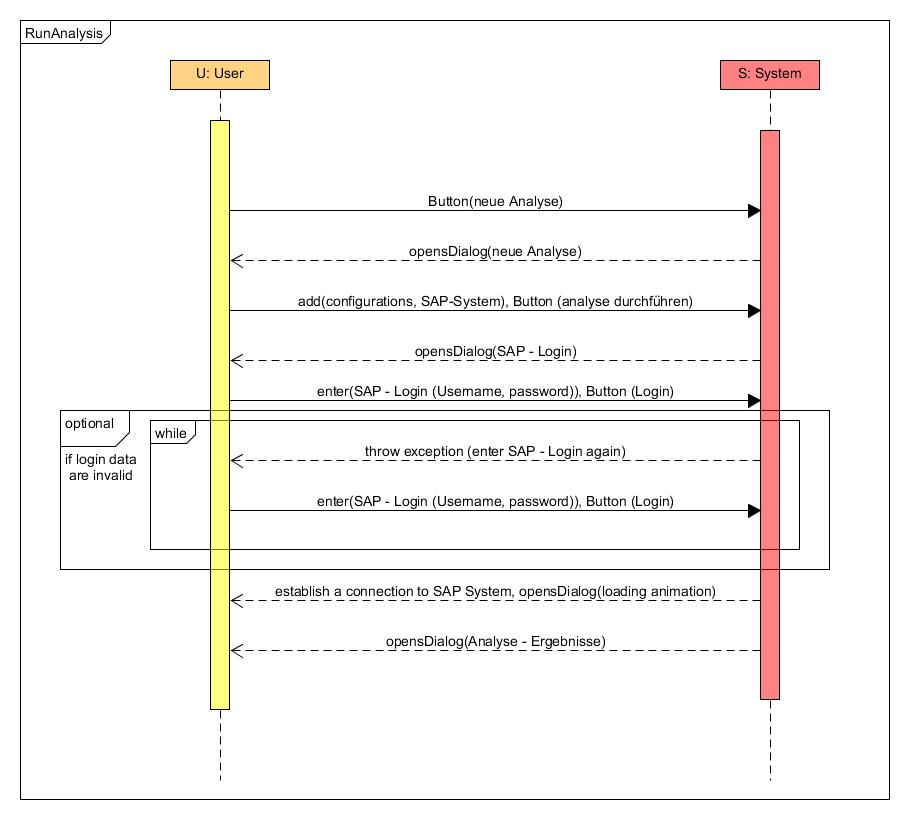 RunAnalysis
U: User
S: System
Button(neue Analyse)
opensDialog(neue Analyse)
add(configurations, SAP-System), Button (analyse durchführen)
opensDialog(SAP - Login)
enter(SAP - Login (Username, password)), Button (Login)
optional
if login data
are invalid
while
throw exception (enter SAP - Login again)
enter(SAP - Login (Username, password)), Button (Login)
establish a connection to SAP System, opensDialog(loading animation)
opensDialog(Analyse - Ergebnisse)